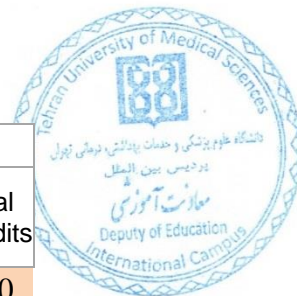 Tehran University of Medical Sciences
دانشگاه علوم پزشکی و خدمات بهداشتی، درمانی تهران
پردیس بین الملل
معاونت آموزشی
Deputy of Education
International Campus
al
dits
0